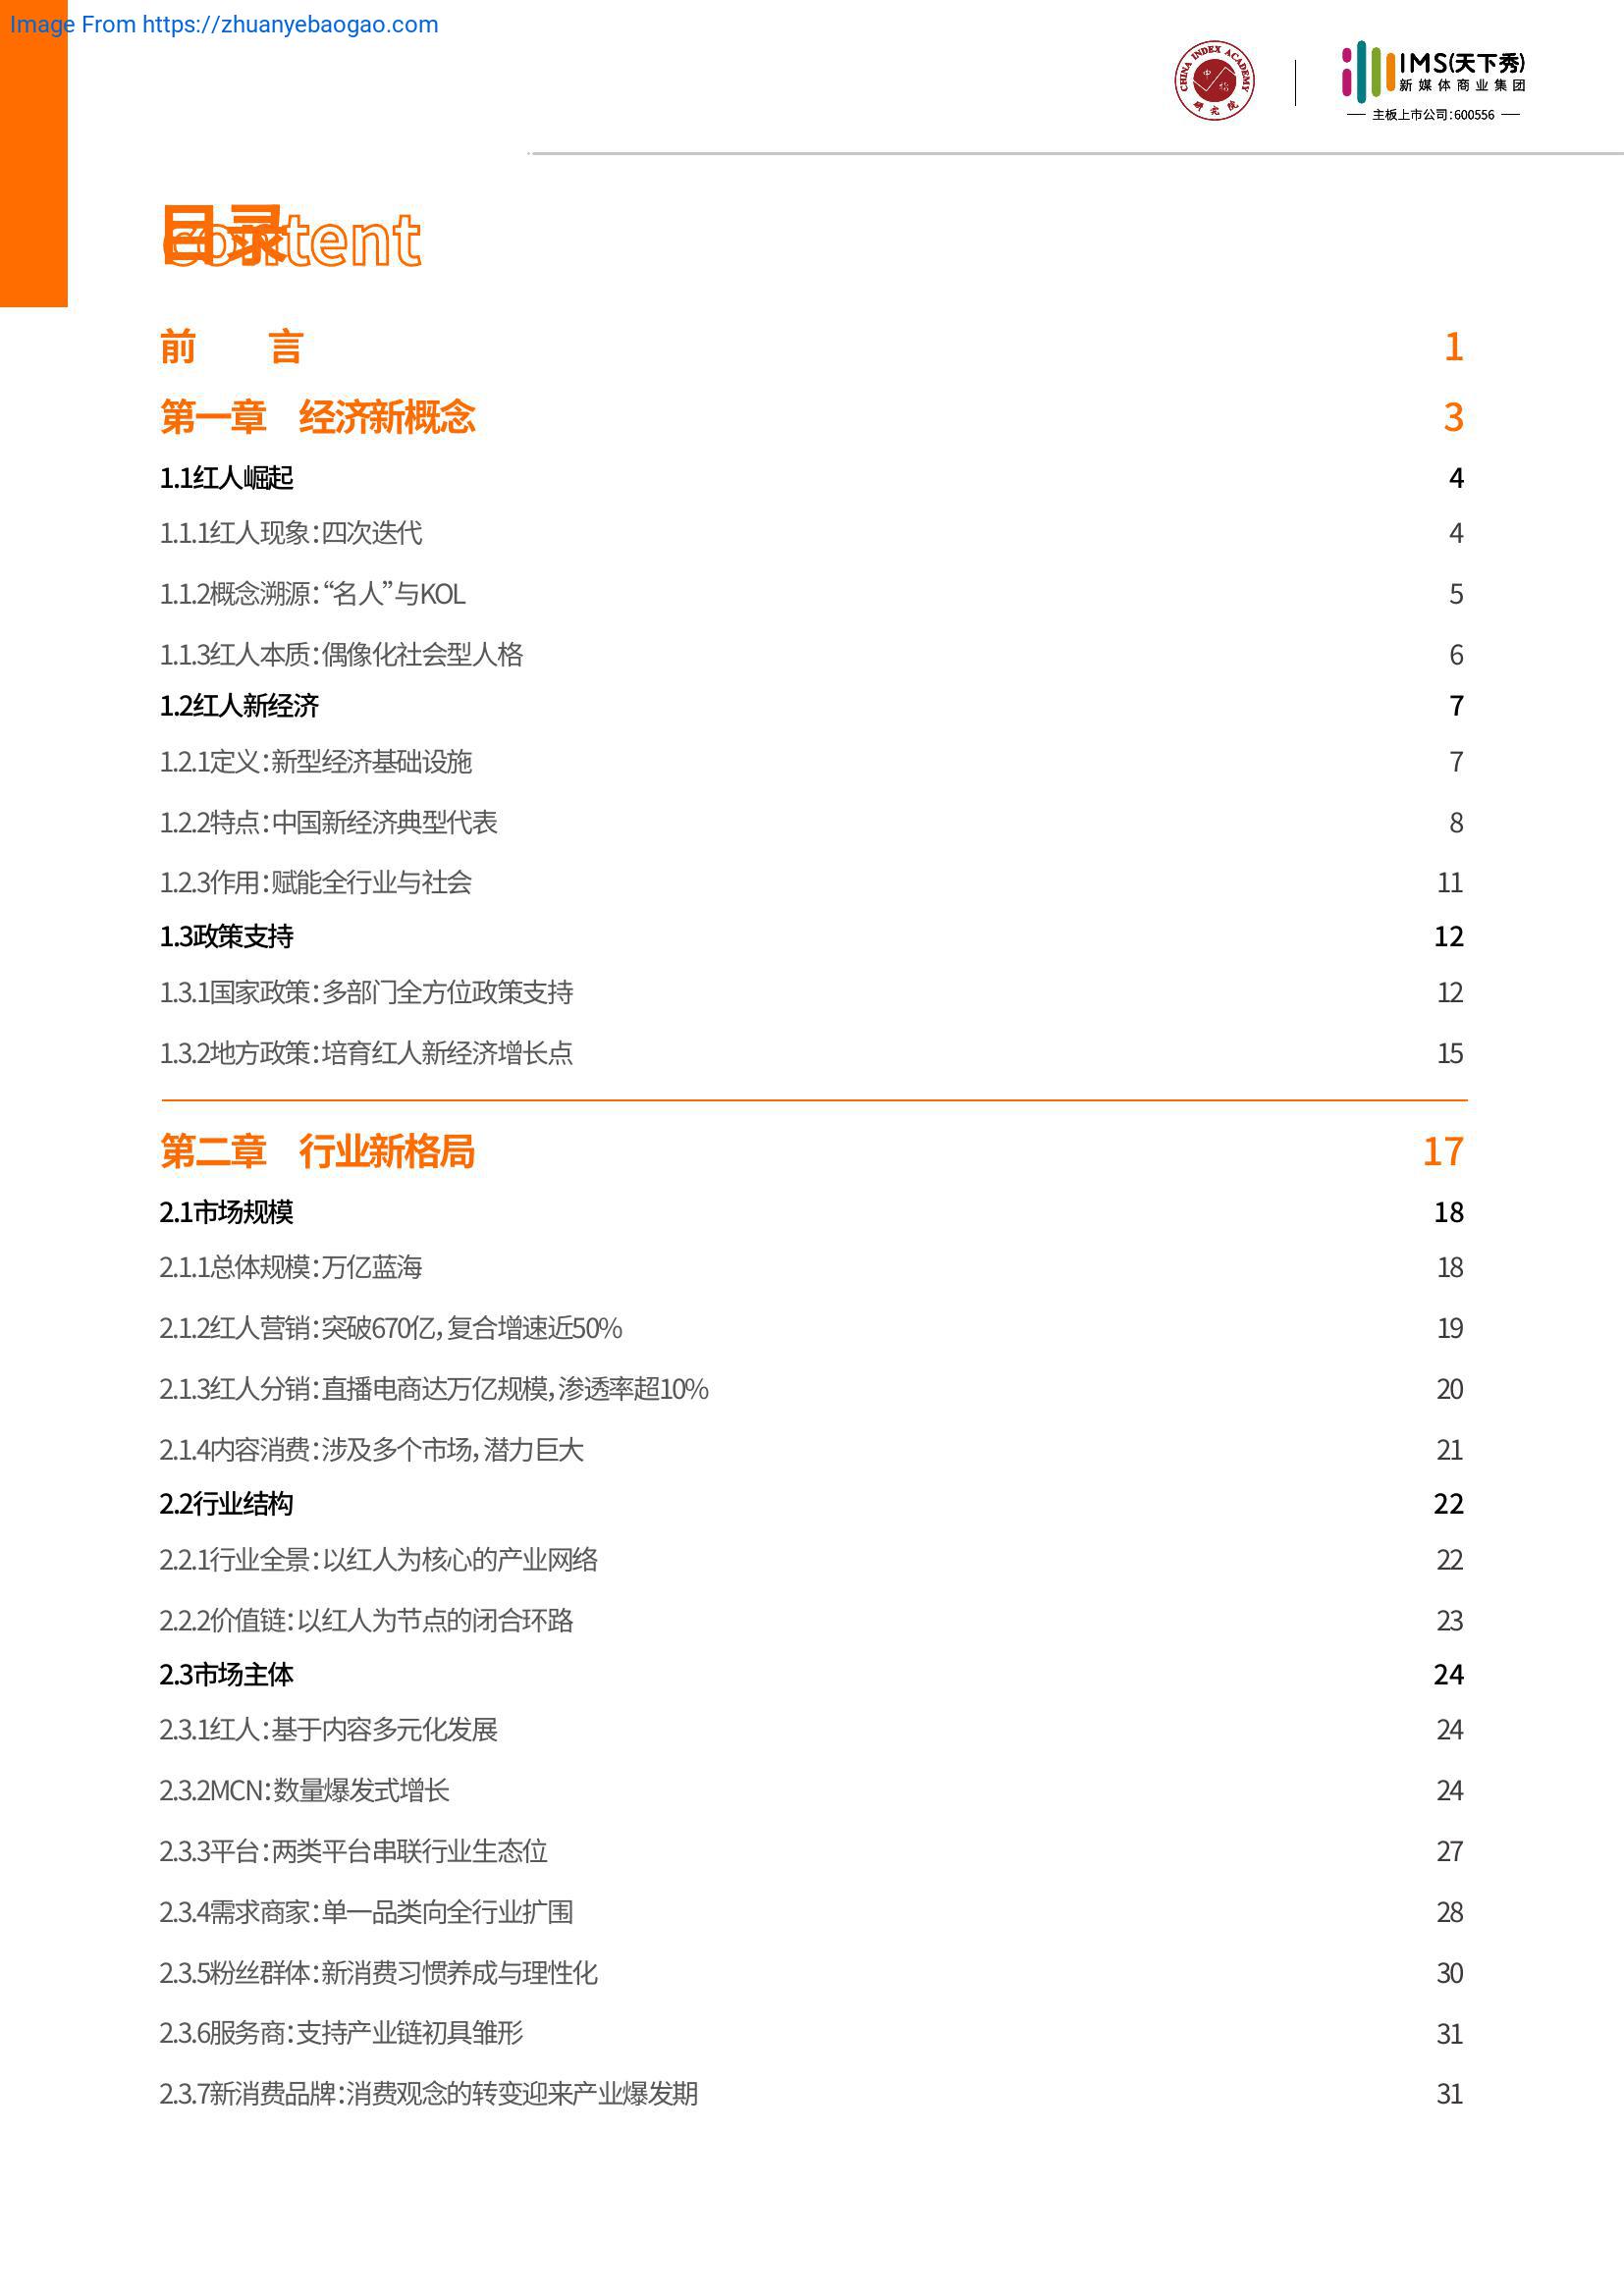 Image From https://zhuanyebaogao.com
CHINA INDEX ACADEMY
中指
研究院
IMS(天下秀)
新媒体商业集团
主板上市公司:600556
目录
content
前 言 1
第一章 经济新概念 3
1.1红人崛起 4
1.1.1红人现象：四次迭代 4
1.1.2概念溯源：“名人”与KOL 5
1.1.3红人本质：偶像化社会型人格 6
1.2红人新经济 7
1.2.1定义：新型经济基础设施 7
1.2.2特点：中国新经济典型代表 8
1.2.3作用：赋能全行业与社会 11
1.3政策支持 12
1.3.1国家政策：多部门全方位政策支持 12
1.3.2地方政策：培育红人新经济增长点 15
第二章 行业新格局 17
2.1市场规模 18
2.1.1总体规模：万亿蓝海 18
2.1.2红人营销：突破670亿，复合增速近50% 19
2.1.3红人分销：直播电商达万亿规模，渗透率超10% 20
2.1.4内容消费：涉及多个市场，潜力巨大 21
2.2行业结构 22
2.2.1行业全景：以红人为核心的产业网络 22
2.2.2价值链：以红人为节点的闭合环路 23
2.3市场主体 24
2.3.1红人：基于内容多元化发展 24
2.3.2MCN：数量爆发式增长 24
2.3.3平台：两类平台串联行业生态位 27
2.3.4需求商家：单一品类向全行业扩围 28
2.3.5粉丝群体：新消费习惯养成与理性化 30
2.3.6服务商：支持产业链初具雏形 31
2.3.7新消费品牌：消费观念的转变迎来产业爆发期 31